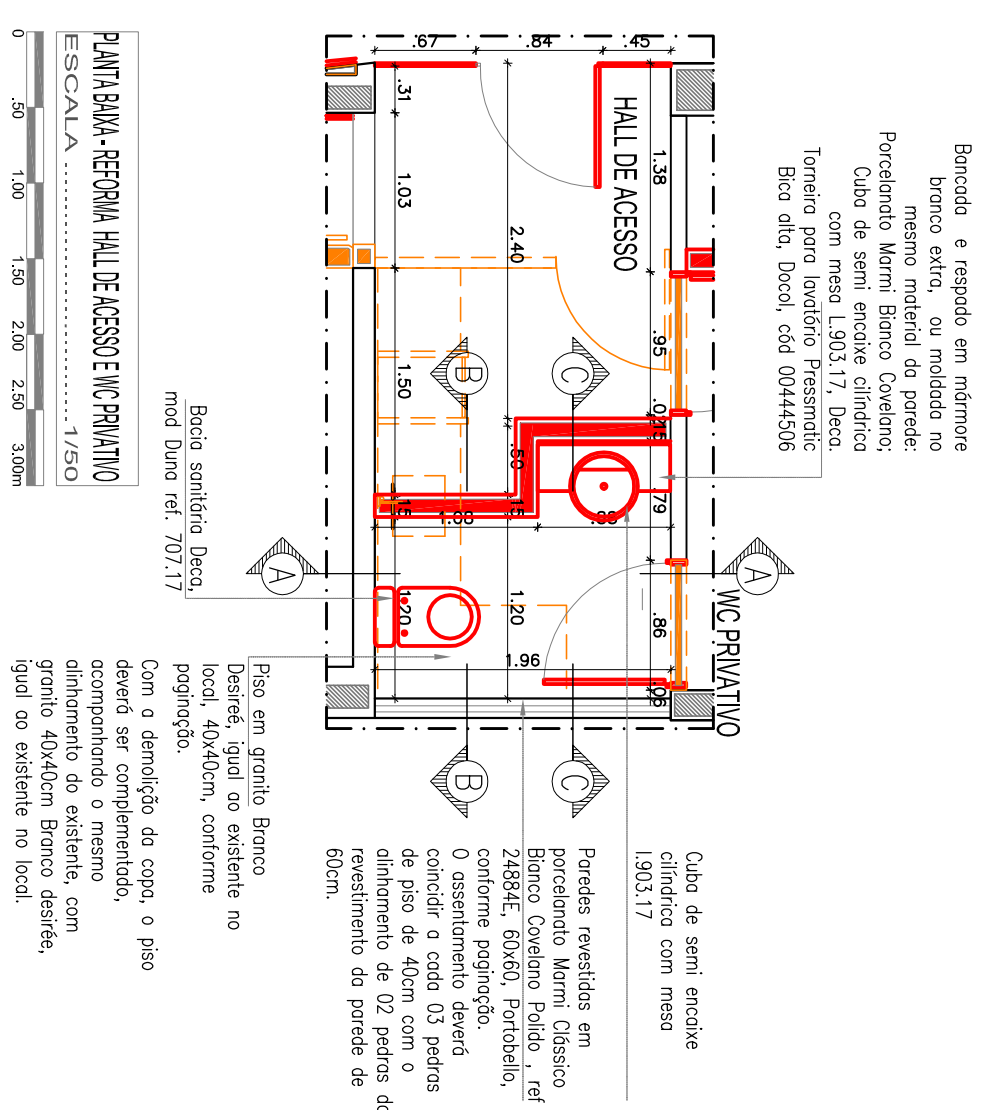 Bancada e respado em mármore
branco extra, ou moldada no
mesmo material da parede:
Porcelanato Marmi Bianco Covelano;
Cuba de semi encaixe cilíndrica
com mesa L.903.17, Deca.
Torneira para lavatório Pressmatic
Bica alta, Docol, cód 00444506
Cuba de semi encaixe
cilíndrica com mesa
l.903.17
WC PRIVATIVO
A
HALL DE ACESSO
.45
.84
.67
1.38
.95
.15
.79
.86
.06
2.40
.50
.15
1.20
1.96
.31
1.03
1.50
.15
1.20
C
C
B
B
A
Paredes revestidas em
porcelanato Marmi Clássico
Bianco Covelano Polido , ref
24884E, 60x60, Portobello,
conforme paginação.
O assentamento deverá
coincidir a cada 03 pedras
de piso de 40cm com o
alinhamento de 02 pedras do
revestimento da parede de
60cm.
Bacia sanitária Deca,
mod Duna ref. 707.17
Piso em granito Branco
Desireé, igual ao existente no
local, 40x40cm, conforme
paginação.
Com a demolição da copa, o piso
deverá ser complementado,
acompanhando o mesmo
alinhamento do existente, com
granito 40x40cm Branco desirée,
igual ao existente no local.
PLANTA BAIXA - REFORMA HALL DE ACESSO E WC PRIVATIVO
ESCALA ........................ 1/50
0 .50 1.00 1.50 2.00 2.50 3.00m